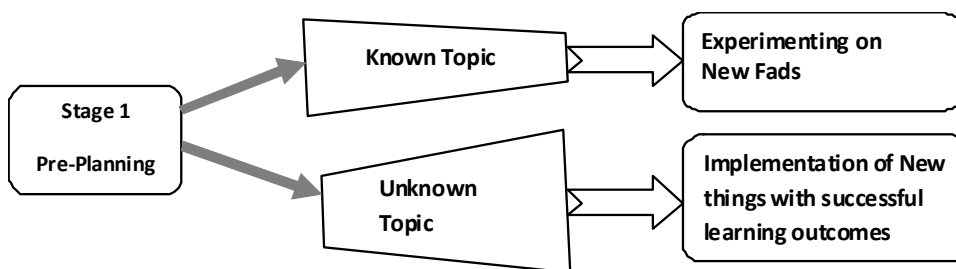 Stage 1
Pre-Planning
Known Topic
Experimenting on
New Fads
Unknown
Topic
Implementation of New
things with successful
learning outcomes